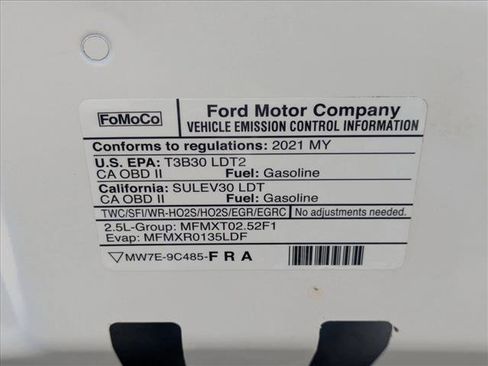 FoMoCo
Ford Motor Company
VEHICLE EMISSION CONTROL INFORMATION
Conforms to regulations: 2021 MY
U.S. EPA: T3B30 LDT2
CA OBD II Fuel: Gasoline
California: SULEV30 LDT
CA OBD II Fuel: Gasoline
TWC/SFI/WR-HO2S/HO2S/EGR/EGRC No adjustments needed.
2.5L-Group: MFMXT02.52F1
Evap: MFMXR0135LDF
MW7E-9C485-F R A